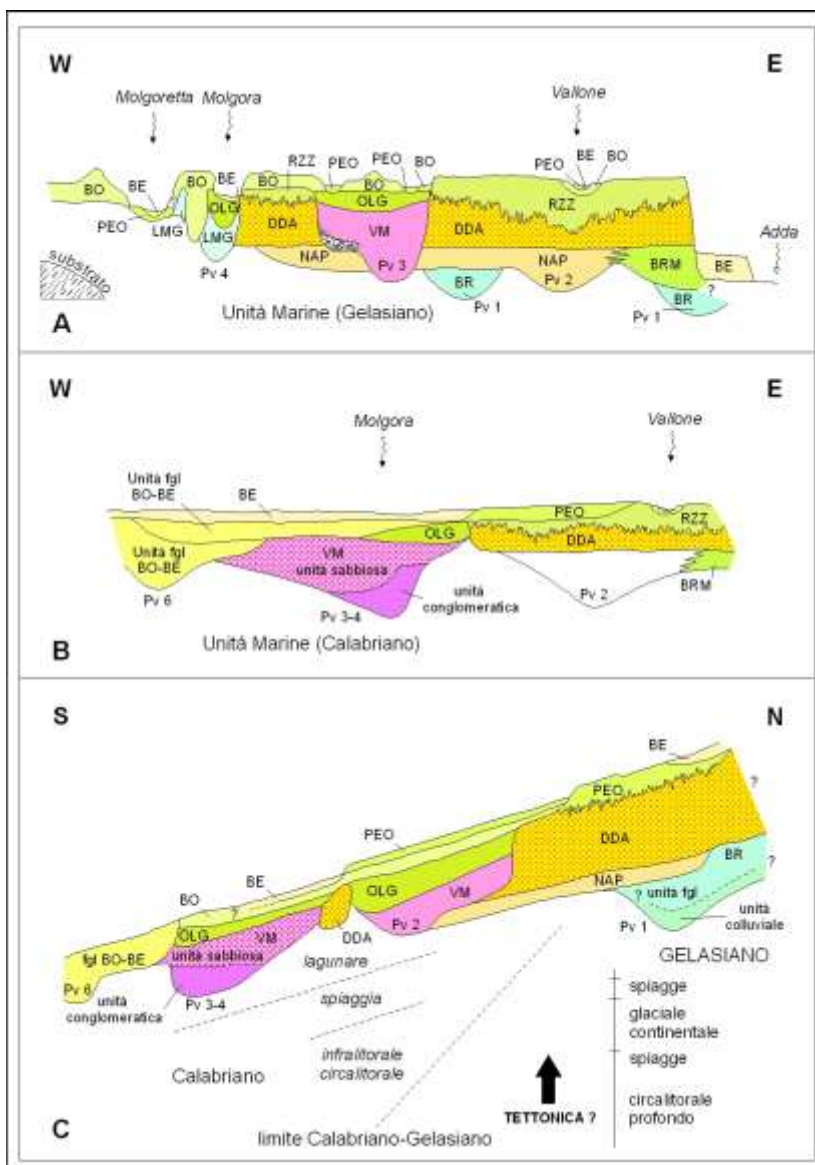 W
E
Molgoretta
Molgora
Vallone
RZZ
PEO
PEO
BO
PEO
BE
BO
BO
BE
BO
BE
BO
BO
OLG
RZZ
PEO
LMG
OLG
DDA
VM
DDA
LMG
Adda
NAP
NAP
BRM
BE
Pv 4
Pv 3
BR
Pv 2
BR
?
substrato
Pv 1
Pv 1
Unità Marine (Gelasiano)
A
W
E
Molgora
Vallone
Unità fgl
BO-BE
BE
PEO
RZZ
OLG
DDA
Unità fgl
BO-BE
VM
unità sabbiosa
BRM
Pv 6
Pv 3-4
unità
conglomeratica
Pv 2
Unità Marine (Calabriano)
B
S
N
BE
PEO
?
PEO
DDA
BE
BO
?
OLG
BR
NAP
?
VM
? unità fgl
OLG
VM
Pv 2
Pv 1
unità
colluviale
DDA
fgl BO-BE
unità sabbiosa
lagunare
GELASIANO
Pv 6
unità
conglomeratica
Pv 3-4
spiaggia
spiagge
glaciale
continentale
infralitorale
circalitorale
spiagge
Calabriano
TETTONICA ?
circalitorale
profondo
C
limite Calabriano-Gelasiano